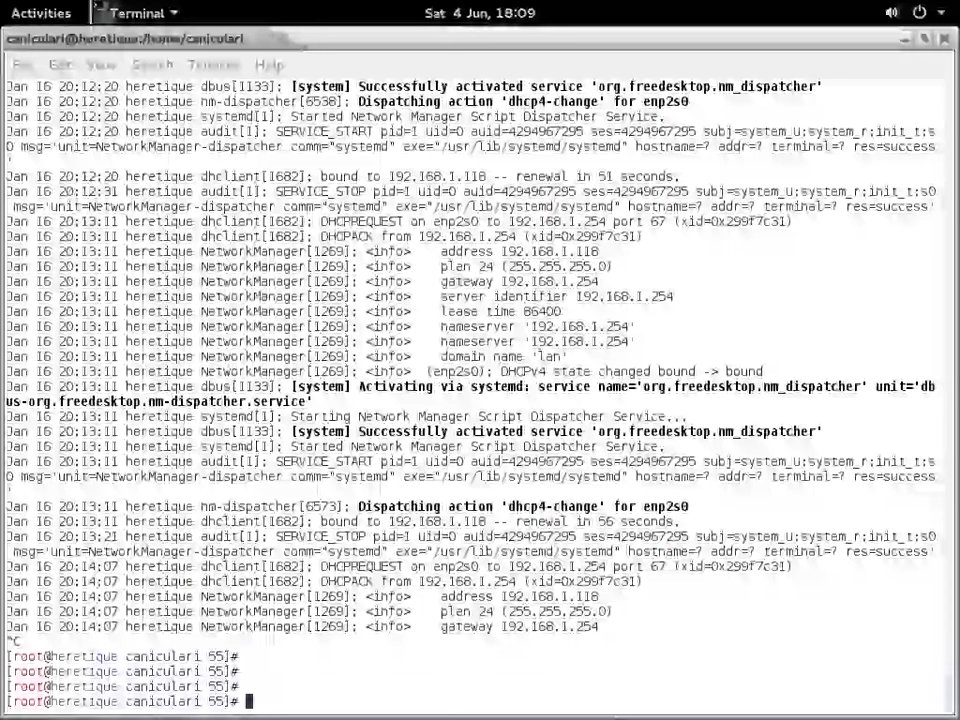 Activities
Terminal
Sat 4 Jun, 18:09
caniculari@heretique:/home/caniculari
File Edit View Search Terminal Help
Jan 16 20:12:20 heretique dbus[1133]: [system] Successfully activated service 'org.freedesktop.nm_dispatcher'
Jan 16 20:12:20 heretique nm-dispatcher[6538]: Dispatching action 'dhcp4-change' for enp2s0
Jan 16 20:12:20 heretique systemd[1]: Started Network Manager Script Dispatcher Service.
Jan 16 20:12:20 heretique audit[1]: SERVICE_START pid=1 uid=0 auid=4294967295 ses=4294967295 subj=system_u:system_r:init_t:s
0 msg='unit=NetworkManager-dispatcher comm="systemd" exe="/usr/lib/systemd/systemd" hostname=? addr=? terminal=? res=success
'
Jan 16 20:12:20 heretique dhclient[1682]: bound to 192.168.1.118 -- renewal in 51 seconds.
Jan 16 20:12:31 heretique audit[1]: SERVICE_STOP pid=1 uid=0 auid=4294967295 ses=4294967295 subj=system_u:system_r:init_t:s0
msg='unit=NetworkManager-dispatcher comm="systemd" exe="/usr/lib/systemd/systemd" hostname=? addr=? terminal=? res=success'
Jan 16 20:13:11 heretique dhclient[1682]: DHCPREQUEST on enp2s0 to 192.168.1.254 port 67 (xid=0x299f7c31)
Jan 16 20:13:11 heretique dhclient[1682]: DHCPACK from 192.168.1.254 (xid=0x299f7c31)
Jan 16 20:13:11 heretique NetworkManager[1269]: <info>    address 192.168.1.118
Jan 16 20:13:11 heretique NetworkManager[1269]: <info>    plen 24 (255.255.255.0)
Jan 16 20:13:11 heretique NetworkManager[1269]: <info>    gateway 192.168.1.254
Jan 16 20:13:11 heretique NetworkManager[1269]: <info>    server identifier 192.168.1.254
Jan 16 20:13:11 heretique NetworkManager[1269]: <info>    lease time 86400
Jan 16 20:13:11 heretique NetworkManager[1269]: <info>    nameserver '192.168.1.254'
Jan 16 20:13:11 heretique NetworkManager[1269]: <info>    nameserver '192.168.1.254'
Jan 16 20:13:11 heretique NetworkManager[1269]: <info>    domain name 'lan'
Jan 16 20:13:11 heretique NetworkManager[1269]: <info>  (enp2s0): DHCPv4 state changed bound -> bound
Jan 16 20:13:11 heretique dbus[1133]: [system] Activating via systemd: service name='org.freedesktop.nm_dispatcher' unit='db
us-org.freedesktop.nm-dispatcher.service'
Jan 16 20:13:11 heretique systemd[1]: Starting Network Manager Script Dispatcher Service...
Jan 16 20:13:11 heretique dbus[1133]: [system] Successfully activated service 'org.freedesktop.nm_dispatcher'
Jan 16 20:13:11 heretique systemd[1]: Started Network Manager Script Dispatcher Service.
Jan 16 20:13:11 heretique audit[1]: SERVICE_START pid=1 uid=0 auid=4294967295 ses=4294967295 subj=system_u:system_r:init_t:s
0 msg='unit=NetworkManager-dispatcher comm="systemd" exe="/usr/lib/systemd/systemd" hostname=? addr=? terminal=? res=success
'
Jan 16 20:13:11 heretique nm-dispatcher[6573]: Dispatching action 'dhcp4-change' for enp2s0
Jan 16 20:13:11 heretique dhclient[1682]: bound to 192.168.1.118 -- renewal in 56 seconds.
Jan 16 20:13:21 heretique audit[1]: SERVICE_STOP pid=1 uid=0 auid=4294967295 ses=4294967295 subj=system_u:system_r:init_t:s0
msg='unit=NetworkManager-dispatcher comm="systemd" exe="/usr/lib/systemd/systemd" hostname=? addr=? terminal=? res=success'
Jan 16 20:14:07 heretique dhclient[1682]: DHCPREQUEST on enp2s0 to 192.168.1.254 port 67 (xid=0x299f7c31)
Jan 16 20:14:07 heretique dhclient[1682]: DHCPACK from 192.168.1.254 (xid=0x299f7c31)
Jan 16 20:14:07 heretique NetworkManager[1269]: <info>    address 192.168.1.118
Jan 16 20:14:07 heretique NetworkManager[1269]: <info>    plen 24 (255.255.255.0)
Jan 16 20:14:07 heretique NetworkManager[1269]: <info>    gateway 192.168.1.254
^C
[root@heretique caniculari 55]#
[root@heretique caniculari 55]#
[root@heretique caniculari 55]#
[root@heretique caniculari 55]#